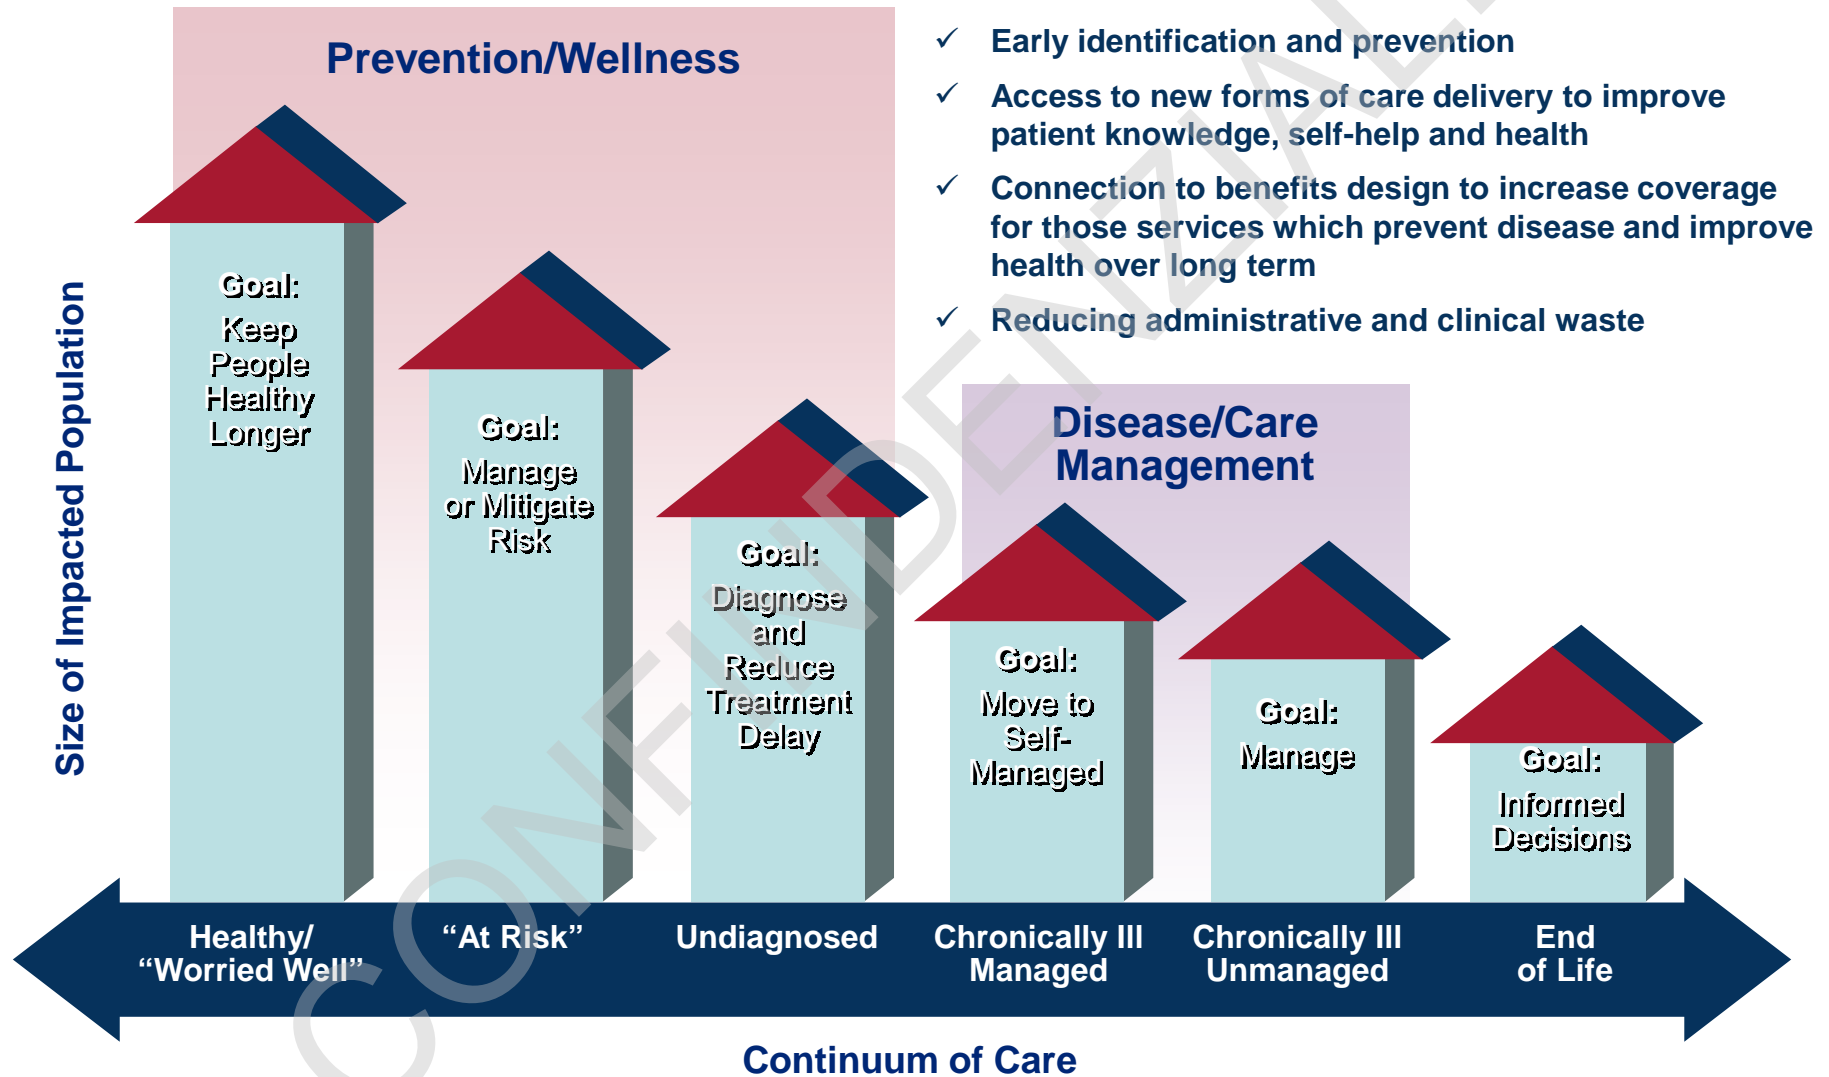 Prevention/Wellness
✓ Early identification and prevention
✓ Access to new forms of care delivery to improve
patient knowledge, self-help and health
✓ Connection to benefits design to increase coverage
for those services which prevent disease and improve
health over long term
✓ Reducing administrative and clinical waste
Disease/Care
Management
Size of Impacted Population
Goal:
Keep
People
Healthy
Longer
Goal:
Manage
or Mitigate
Risk
Goal:
Diagnose
and
Reduce
Treatment
Delay
Goal:
Move to
Self-
Managed
Goal:
Manage
Goal:
Informed
Decisions
Healthy/
“Worried Well”
“At Risk”
Undiagnosed
Chronically Ill
Managed
Chronically Ill
Unmanaged
End
of Life
Continuum of Care
CONFINDENZIAL